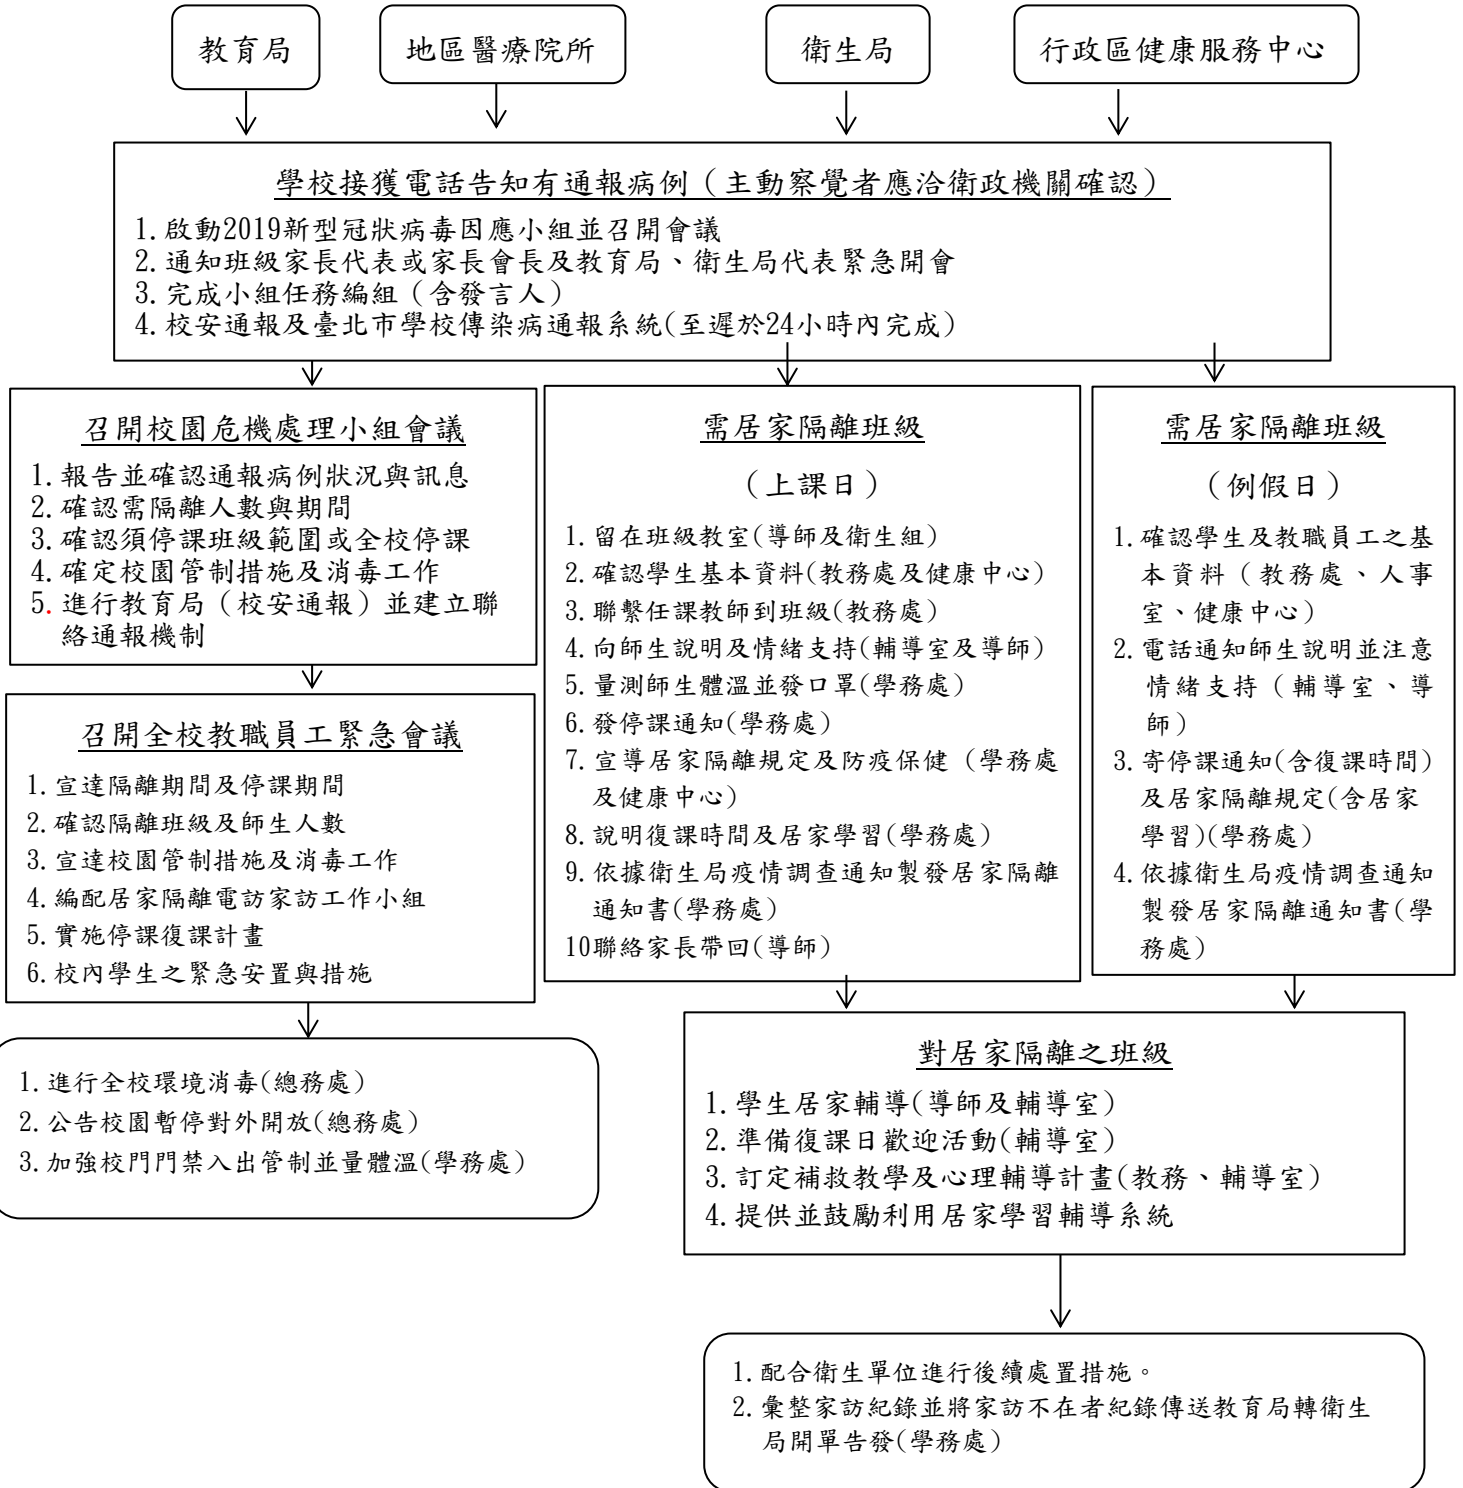 教育局
地區醫療院所
衛生局
行政區健康服務中心
學校接獲電話告知有通報病例（主動察覺者應洽衛政機關確認）
1.啟動2019新型冠狀病毒因應小組並召開會議
2.通知班級家長代表或家長會長及教育局、衛生局代表緊急開會
3.完成小組任務編組（含發言人）
4.校安通報及臺北市學校傳染病通報系統(至遲於24小時內完成)
召開校園危機處理小組會議
1.報告並確認通報病例狀況與訊息
2.確認需隔離人數與期間
3.確認須停課班級範圍或全校停課
4.確定校園管制措施及消毒工作
5.進行教育局（校安通報）並建立聯
絡通報機制
需居家隔離班級
（上課日）
1.留在班級教室(導師及衛生組)
2.確認學生基本資料(教務處及健康中心)
3.聯繫任課教師到班級(教務處)
4.向師生說明及情緒支持(輔導室及導師)
5.量測師生體溫並發口罩(學務處)
6.發停課通知(學務處)
7.宣導居家隔離規定及防疫保健（學務處
及健康中心）
8.說明復課時間及居家學習(學務處)
9.依據衛生局疫情調查通知製發居家隔離
通知書(學務處)
10聯絡家長帶回(導師)
需居家隔離班級
（例假日）
1.確認學生及教職員工之基
本資料（教務處、人事
室、健康中心）
2.電話通知師生說明並注意
情緒支持（輔導室、導
師）
3.寄停課通知(含復課時間)
及居家隔離規定(含居家
學習)(學務處)
4.依據衛生局疫情調查通知
製發居家隔離通知書(學
務處)
召開全校教職員工緊急會議
1.宣達隔離期間及停課期間
2.確認隔離班級及師生人數
3.宣達校園管制措施及消毒工作
4.編配居家隔離電訪家訪工作小組
5.實施停課復課計畫
6.校內學生之緊急安置與措施
1.進行全校環境消毒(總務處)
2.公告校園暫停對外開放(總務處)
3.加強校門門禁入出管制並量體溫(學務處)
對居家隔離之班級
1.學生居家輔導(導師及輔導室)
2.準備復課日歡迎活動(輔導室)
3.訂定補救教學及心理輔導計畫(教務、輔導室)
4.提供並鼓勵利用居家學習輔導系統
1.配合衛生單位進行後續處置措施。
2.彙整家訪紀錄並將家訪不在者紀錄傳送教育局轉衛生
局開單告發(學務處)